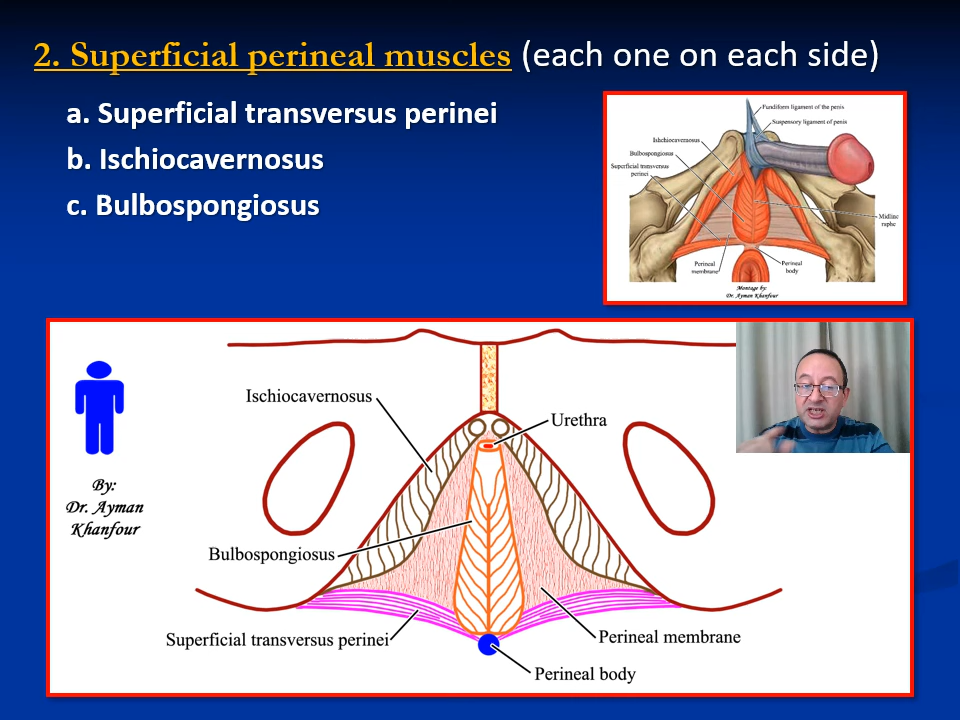 2. Superficial perineal muscles (each one on each side)
a. Superficial transversus perinei
b. Ischiocavernosus
c. Bulbospongiosus
Fundiform ligament of the penis
Suspensory ligament of penis
Ishchiocavernosus
Bulbospongiosus
Superficial transversus
perinei
Midline
raphe
Perineal
membrane
Perineal
body
Montage by:
Dr. Ayman Khanfour
Ischiocavernosus
Urethra
By:
Dr. Ayman
Khanfour
Bulbospongiosus
Superficial transversus perinei
Perineal membrane
Perineal body